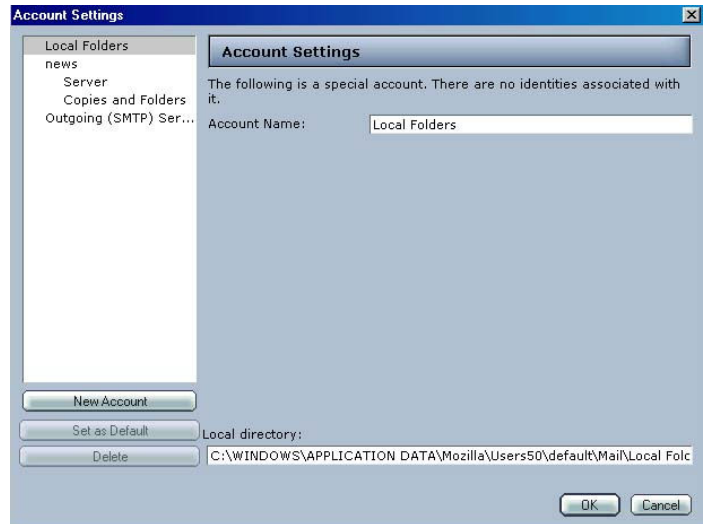 Account Settings
Local Folders
news
Server
Copies and Folders
Outgoing (SMTP) Ser...
New Account
Set as Default
Delete
Account Settings
The following is a special account. There are no identities associated with
it.
Account Name:
Local Folders
Local directory:
C:\WINDOWS\APPLICATION DATA\Mozilla\Users50\default\Mail\Local Folc
OK
Cancel